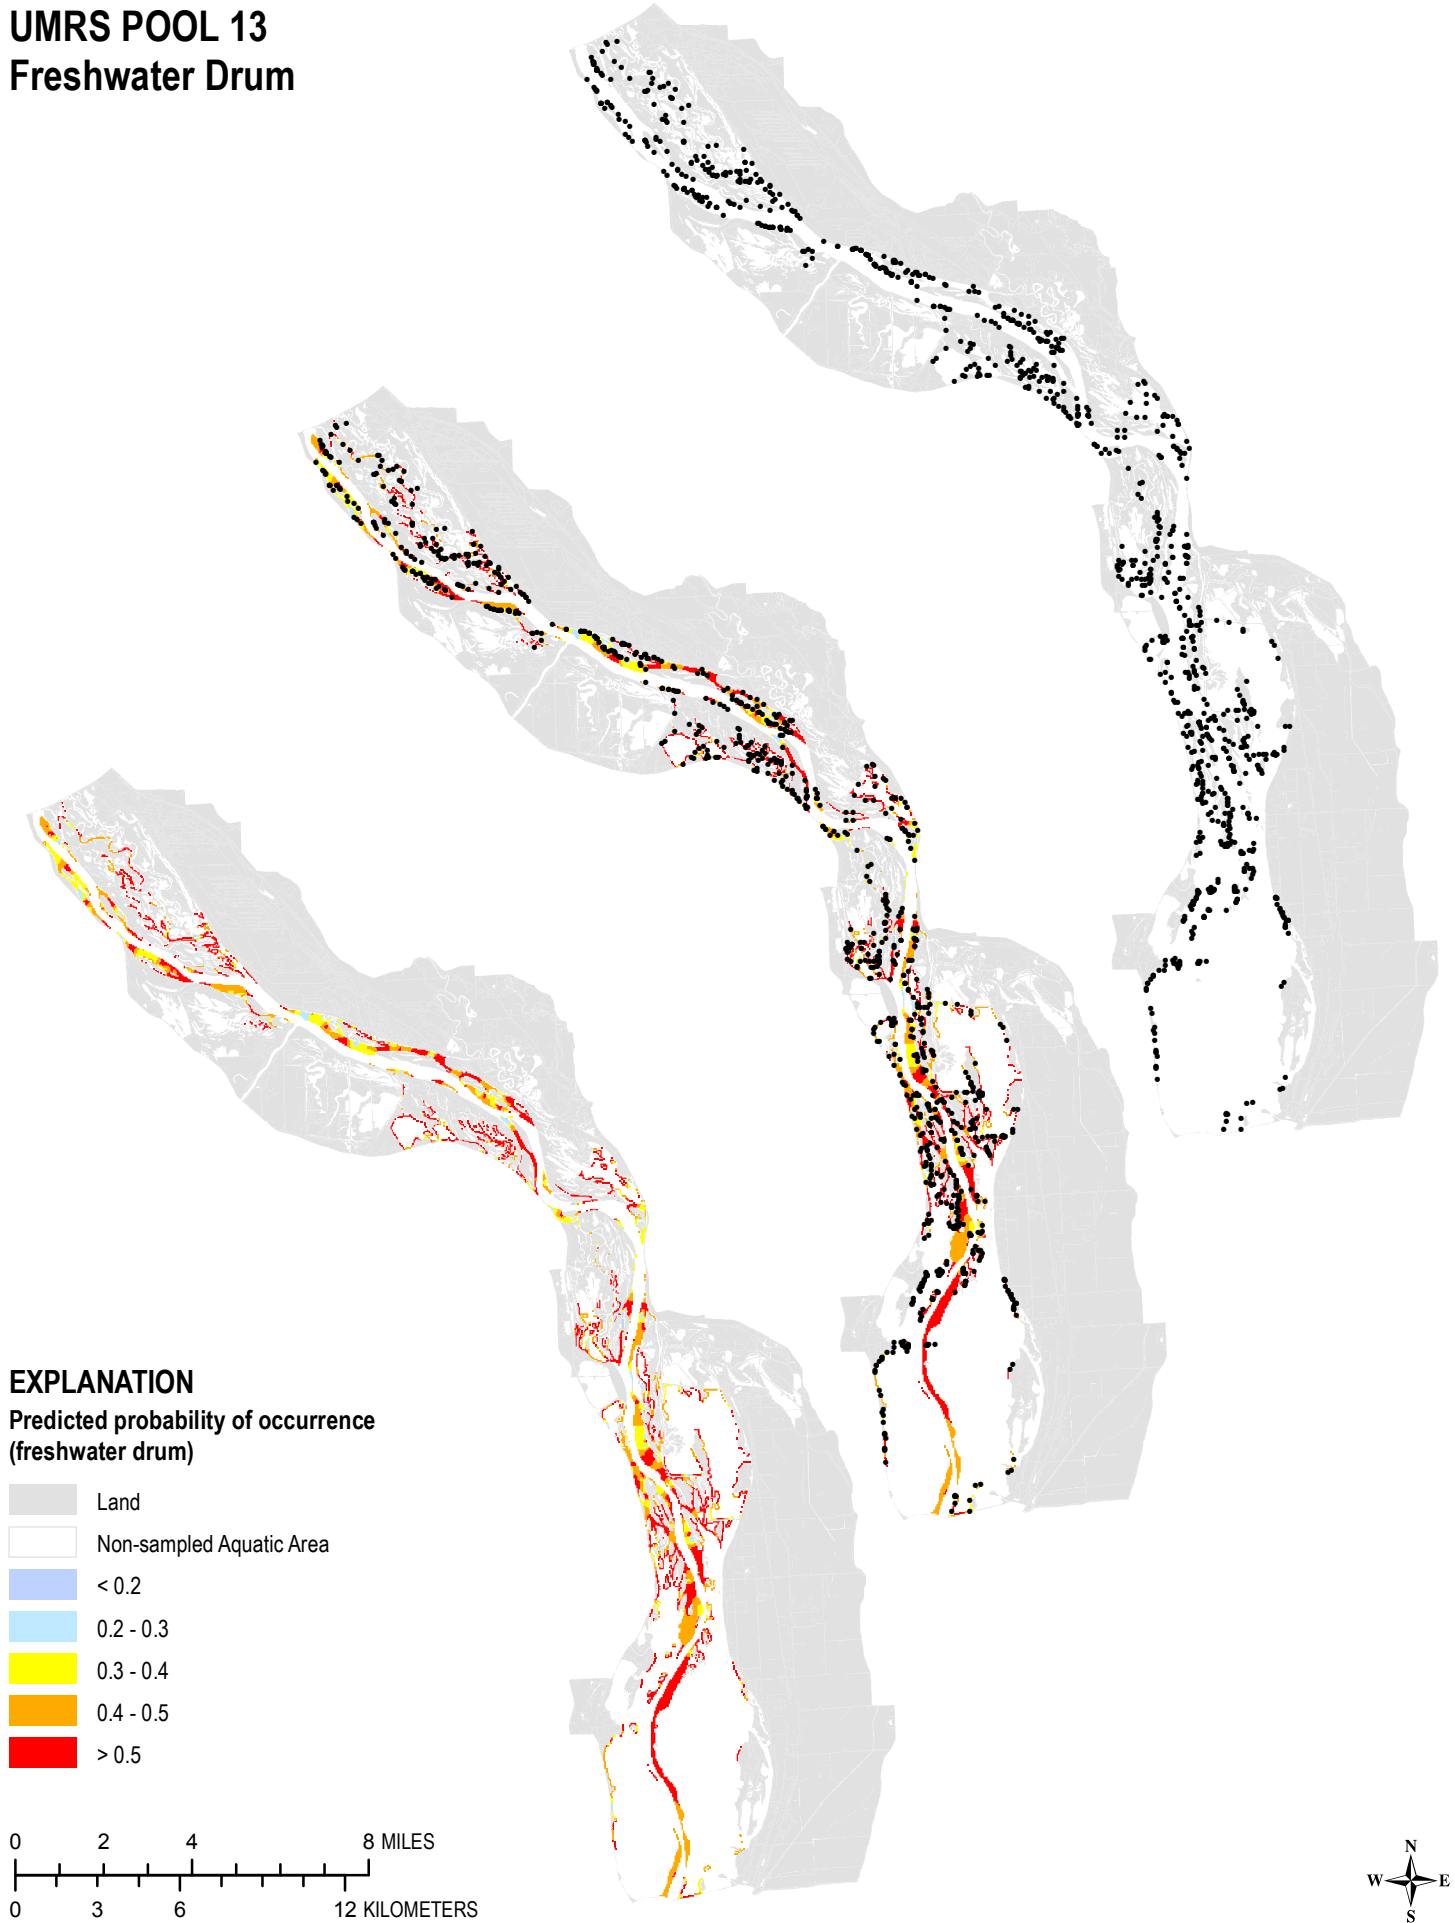 UMRS POOL 13
Freshwater Drum
EXPLANATION
Predicted probability of occurrence
(freshwater drum)
Land
Non-sampled Aquatic Area
< 0.2
0.2 - 0.3
0.3 - 0.4
0.4 - 0.5
> 0.5
0 2 4 8 MILES
0 3 6 12 KILOMETERS
N
W E
S